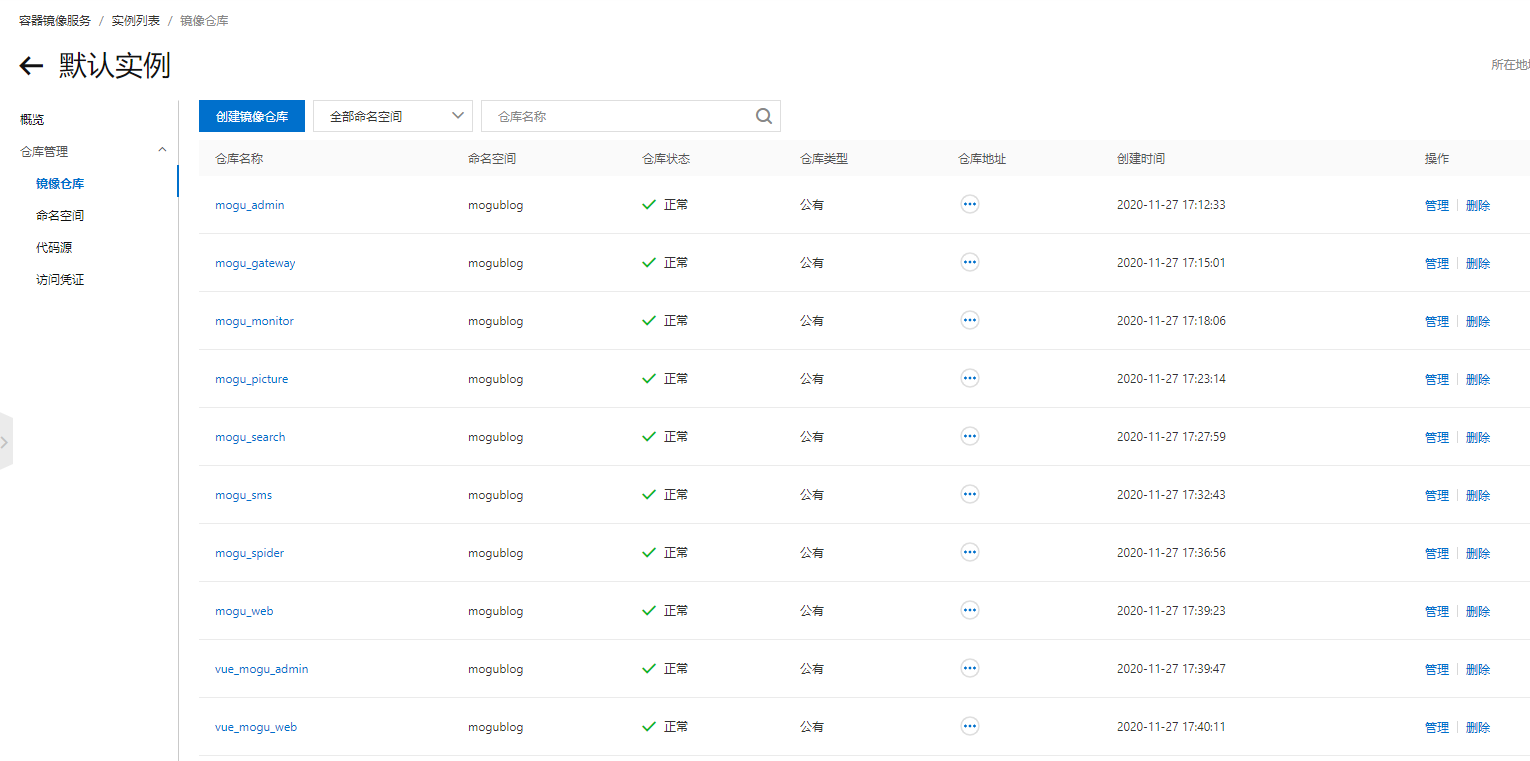 容器镜像服务 / 实例列表 / 镜像仓库
默认实例
所在地
概览
仓库管理
镜像仓库
命名空间
代码源
访问凭证
创建镜像仓库 全部命名空间 仓库名称
仓库名称 命名空间 仓库状态 仓库类型 仓库地址 创建时间 操作
mogu_admin mogublog 正常 公有 2020-11-27 17:12:33 管理 删除
mogu_gateway mogublog 正常 公有 2020-11-27 17:15:01 管理 删除
mogu_monitor mogublog 正常 公有 2020-11-27 17:18:06 管理 删除
mogu_picture mogublog 正常 公有 2020-11-27 17:23:14 管理 删除
mogu_search mogublog 正常 公有 2020-11-27 17:27:59 管理 删除
mogu_sms mogublog 正常 公有 2020-11-27 17:32:43 管理 删除
mogu_spider mogublog 正常 公有 2020-11-27 17:36:56 管理 删除
mogu_web mogublog 正常 公有 2020-11-27 17:39:23 管理 删除
vue_mogu_admin mogublog 正常 公有 2020-11-27 17:39:47 管理 删除
vue_mogu_web mogublog 正常 公有 2020-11-27 17:40:11 管理 删除